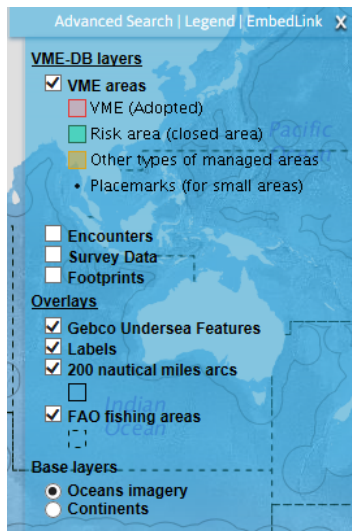 Advanced Search | Legend | EmbedLink X
VME-DB layers
VME areas
VME (Adopted)
Risk area (closed area)
Pacific
Other types of managed areas
Placemarks (for small areas)
Encounters
Survey Data
Footprints
Overlays
Gebco Undersea Features
Labels
200 nautical miles arcs
Indian
Ocean
FAO fishing areas
Base layers
Oceans imagery
Continents